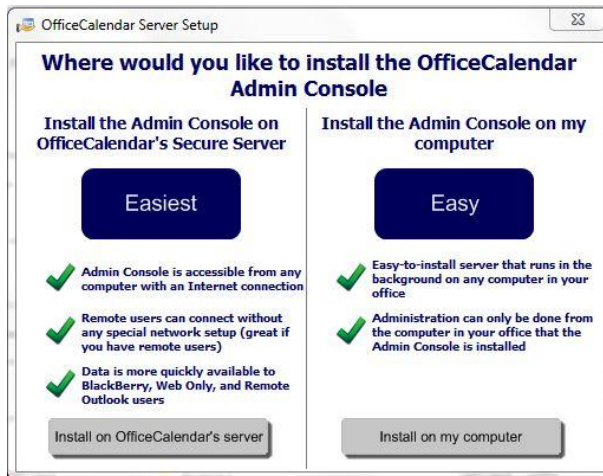 OfficeCalendar Server Setup
Where would you like to install the OfficeCalendar
Admin Console
Install the Admin Console on
OfficeCalendar's Secure Server
Easiest
Admin Console is accessible from any
computer with an Internet connection
Remote users can connect without
any special network setup (great if
you have remote users)
Data is more quickly available to
BlackBerry, Web Only, and Remote
Outlook users
Install on OfficeCalendar's server
Install the Admin Console on my
computer
Easy
Easy-to-install server that runs in the
background on any computer in your
office
Administration can only be done from
the computer in your office that the
Admin Console is installed
Install on my computer